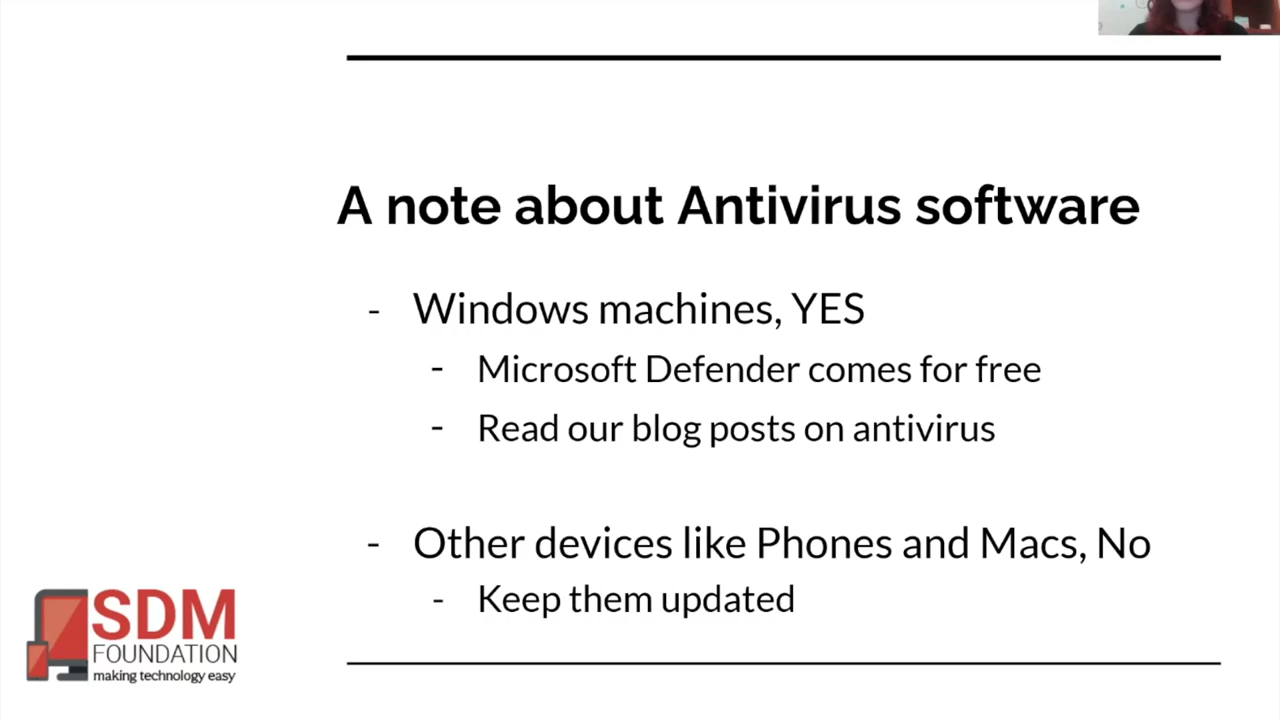 A note about Antivirus software
- Windows machines, YES
- Microsoft Defender comes for free
- Read our blog posts on antivirus
- Other devices like Phones and Macs, No
- Keep them updated
SDM
FOUNDATION
making technology easy